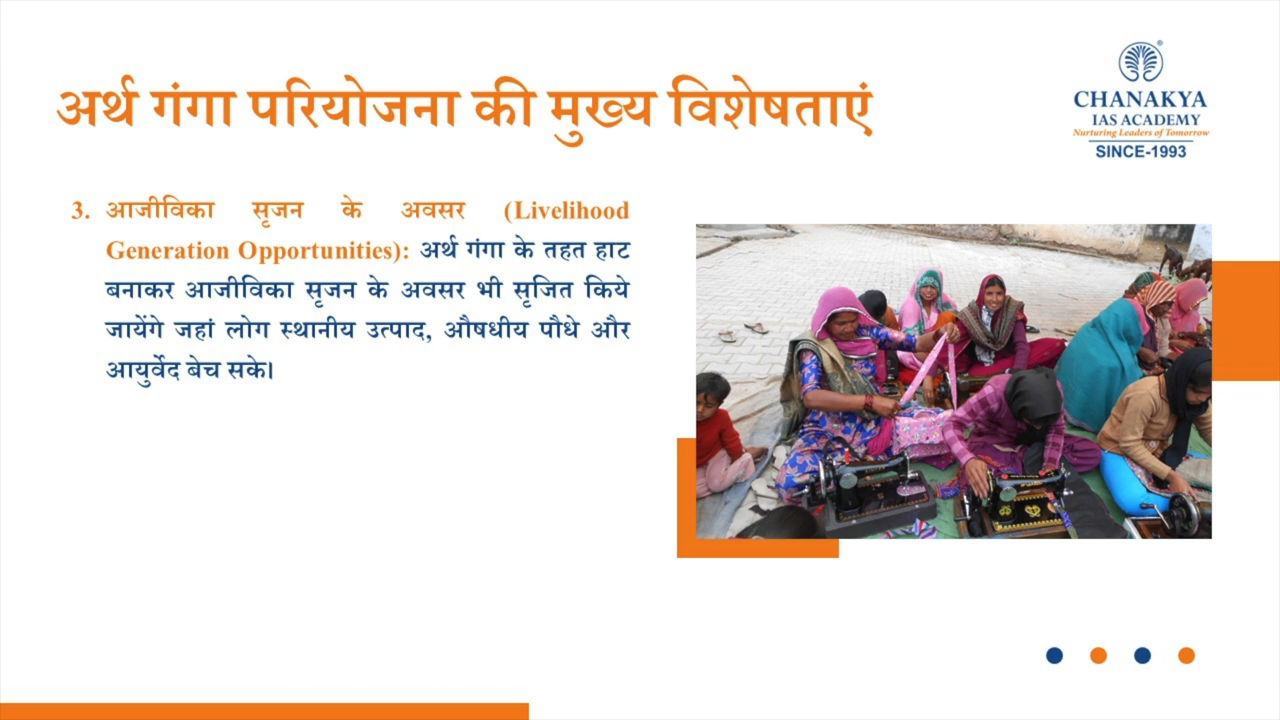 अर्थ गंगा परियोजना की मुख्य विशेषताएं
®
CHANAKYA
IAS ACADEMY
Nurturing Leaders of Tomorrow
SINCE-1993
3. आजीविका सृजन के अवसर (Livelihood
Generation Opportunities): अर्थ गंगा के तहत हाट
बनाकर आजीविका सृजन के अवसर भी सृजित किये
जायेंगे जहां लोग स्थानीय उत्पाद, औषधीय पौधे और
आयुर्वेद बेच सके।